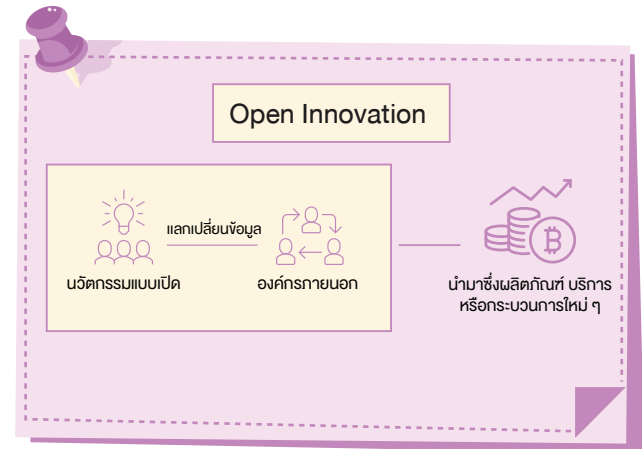 Open Innovation
แลกเปลี่ยนข้อมูล
นวัตกรรมแบบเปิด
องค์กรภายนอก
นำมาซึ่งผลิตภัณฑ์ บริการ
หรือกระบวนการใหม่ ๆ